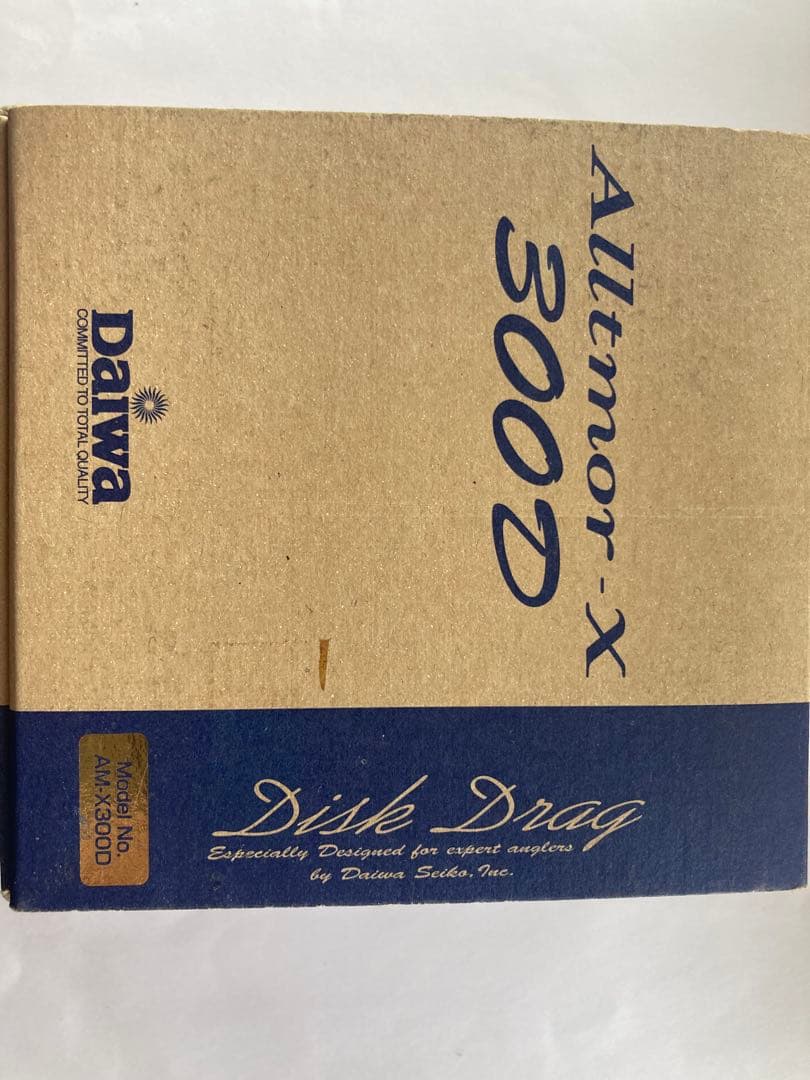 Alltmor-X
300D
Daiwa
COMMITTED TO TOTAL QUALITY
Disk Drag
Especially Designed for expert anglers
by Daiwa Seiko, Inc.
Model No.
AM-X300D